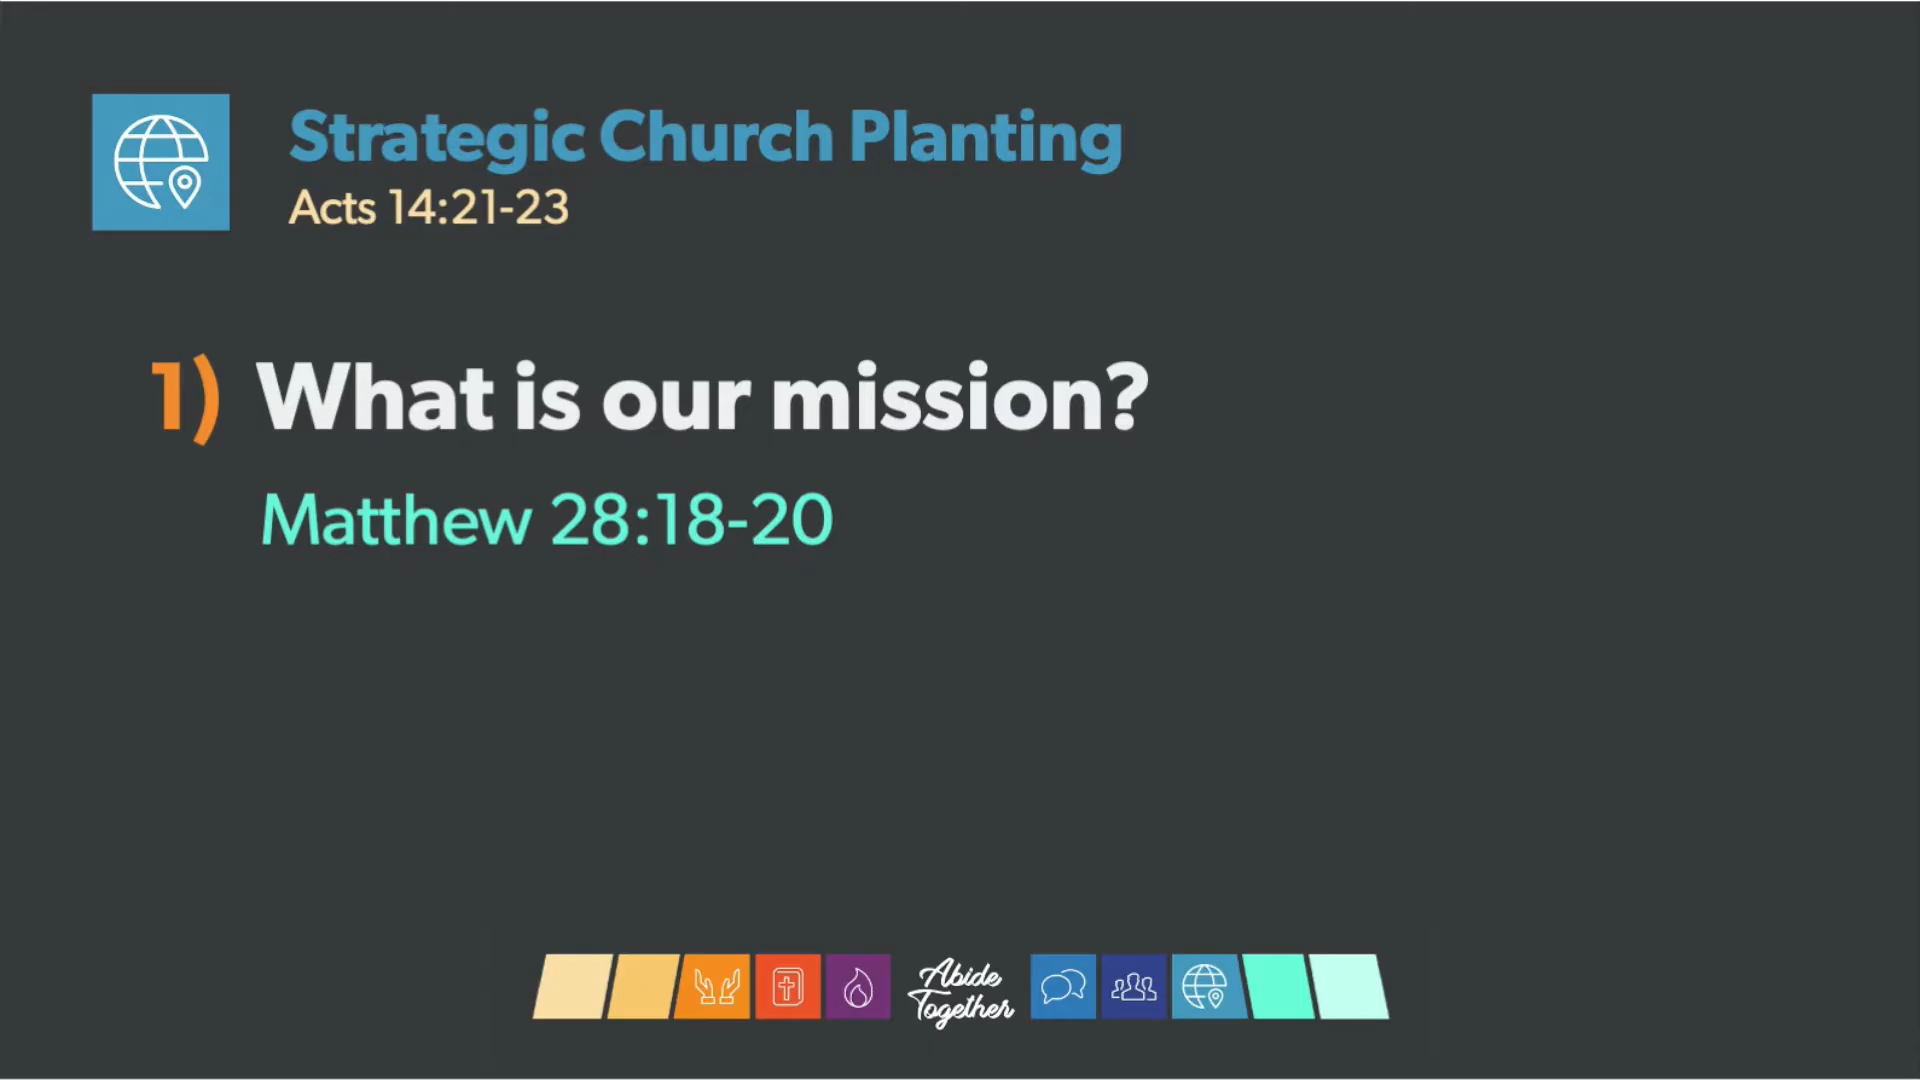 Strategic Church Planting
Acts 14:21-23
1) What is our mission?
Matthew 28:18-20
Abide
Together